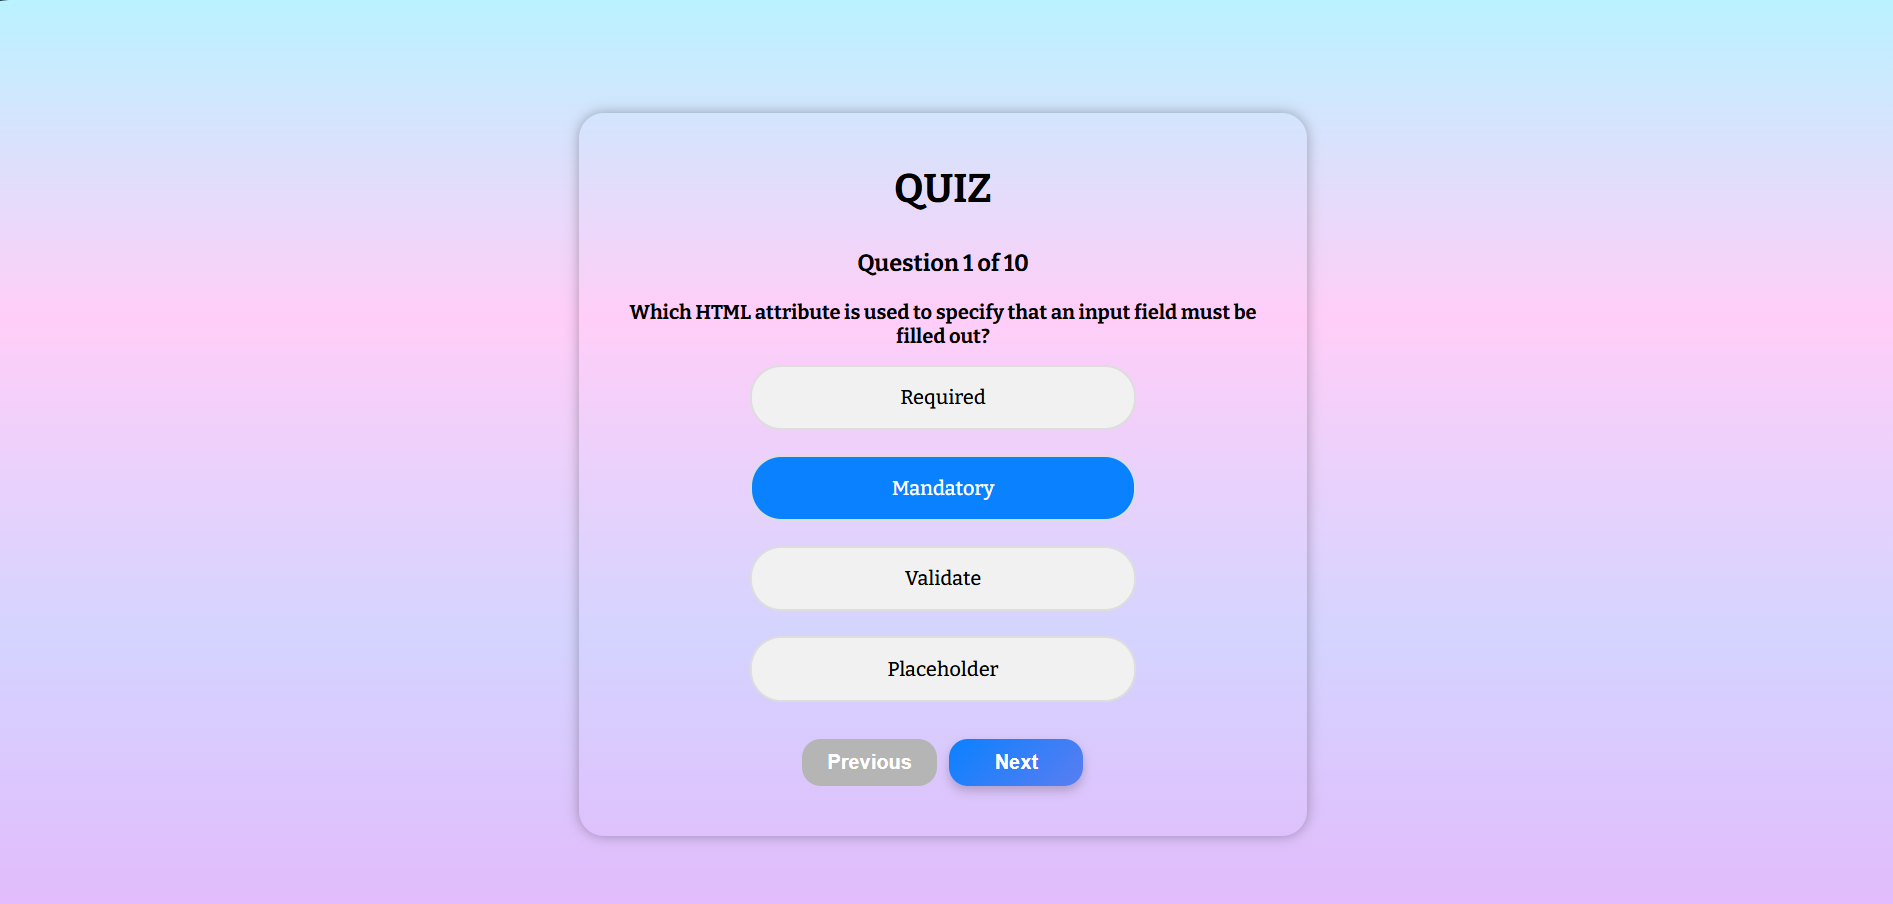 QUIZ
Question 1 of 10
Which HTML attribute is used to specify that an input field must be
filled out?
Required
Mandatory
Validate
Placeholder
Previous
Next